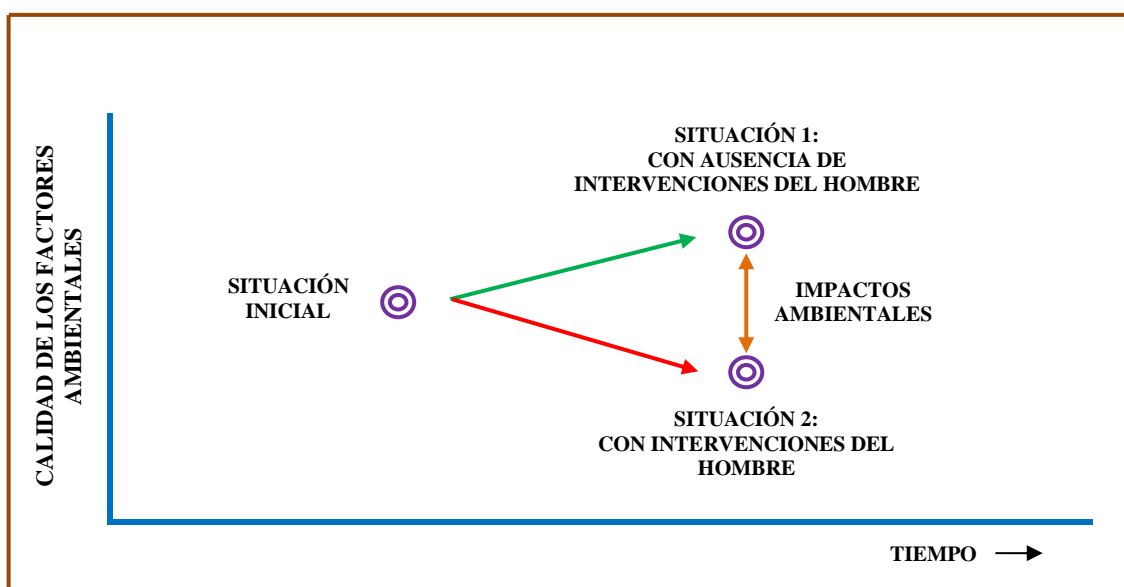 CALIDAD DE LOS FACTORES
AMBIENTALES
SITUACIÓN
INICIAL
SITUACIÓN 1:
CON AUSENCIA DE
INTERVENCIONES DEL HOMBRE
IMPACTOS
AMBIENTALES
SITUACIÓN 2:
CON INTERVENCIONES DEL
HOMBRE
TIEMPO